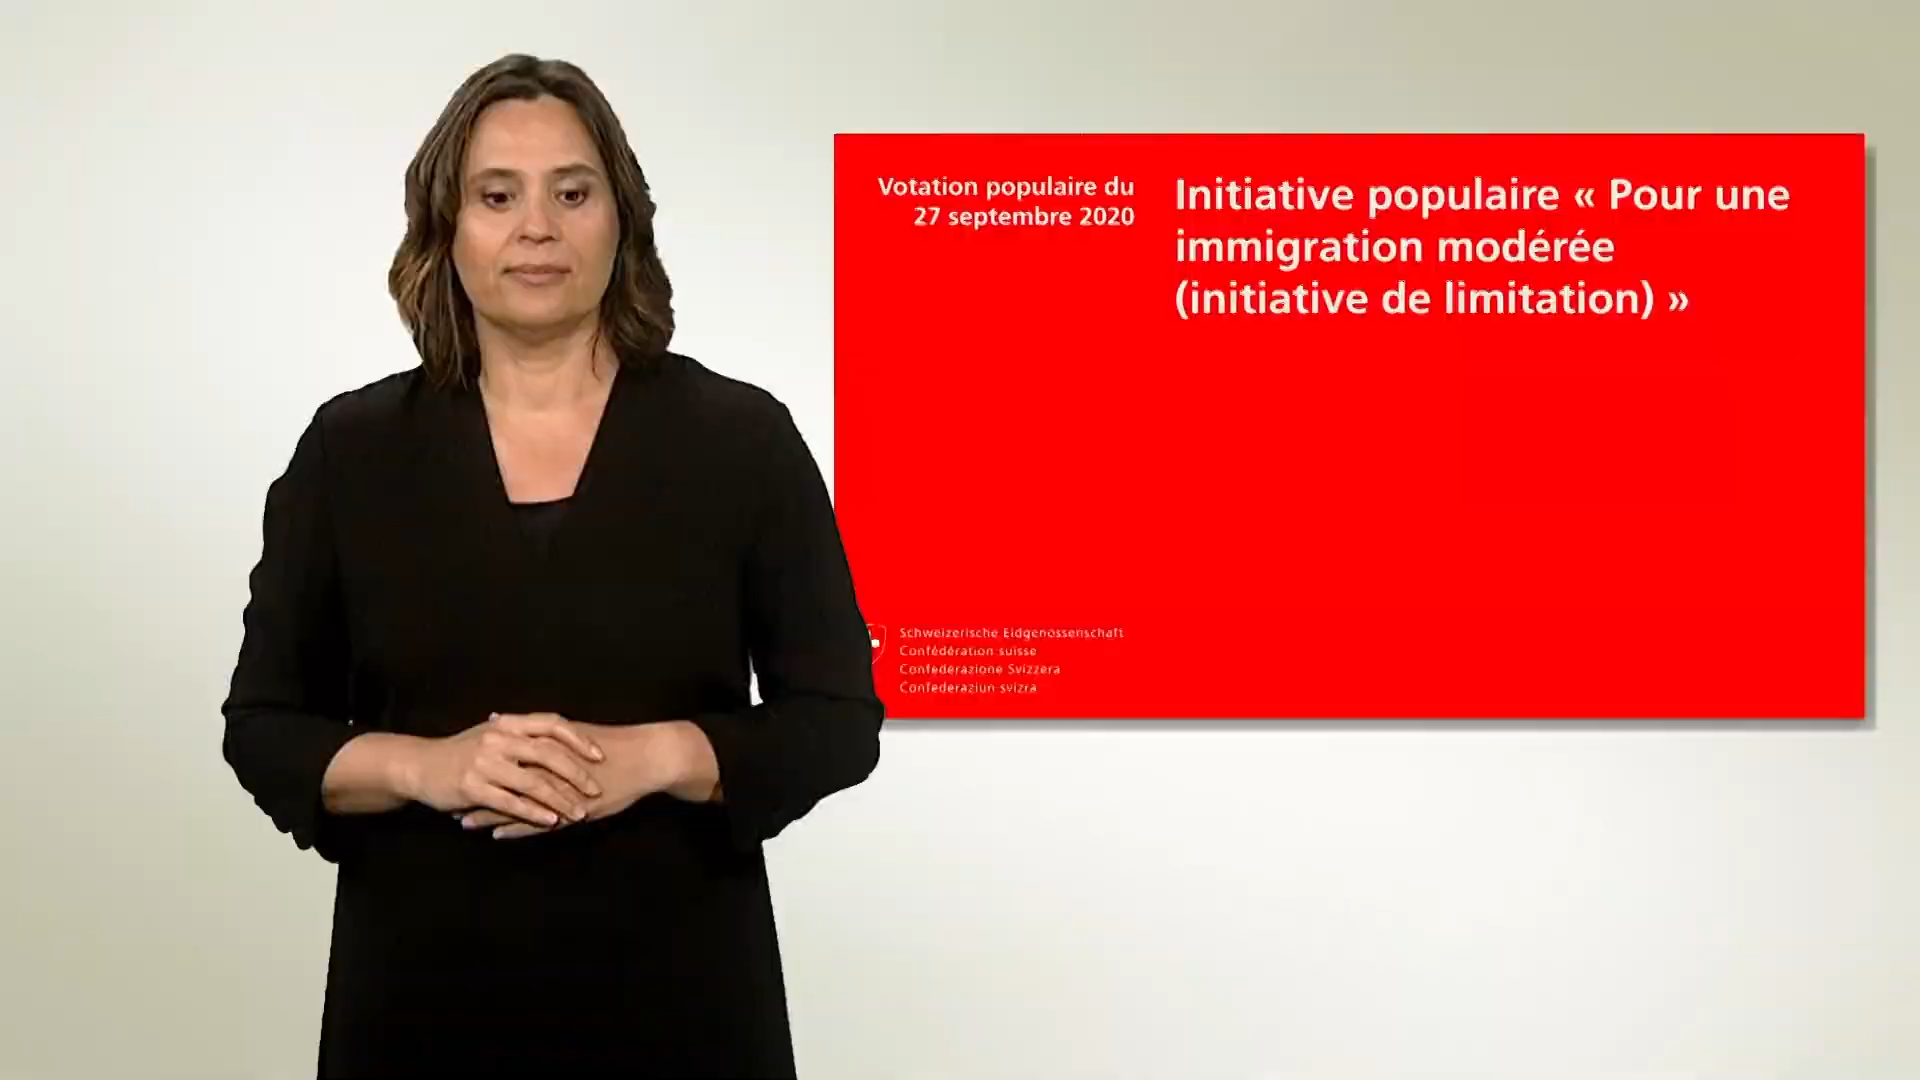 Votation populaire du
27 septembre 2020
Initiative populaire « Pour une
immigration modérée
(initiative de limitation) »
Schweizerische Eidgenossenschaft
Confédération suisse
Confederazione Svizzera
Confederaziun svizra